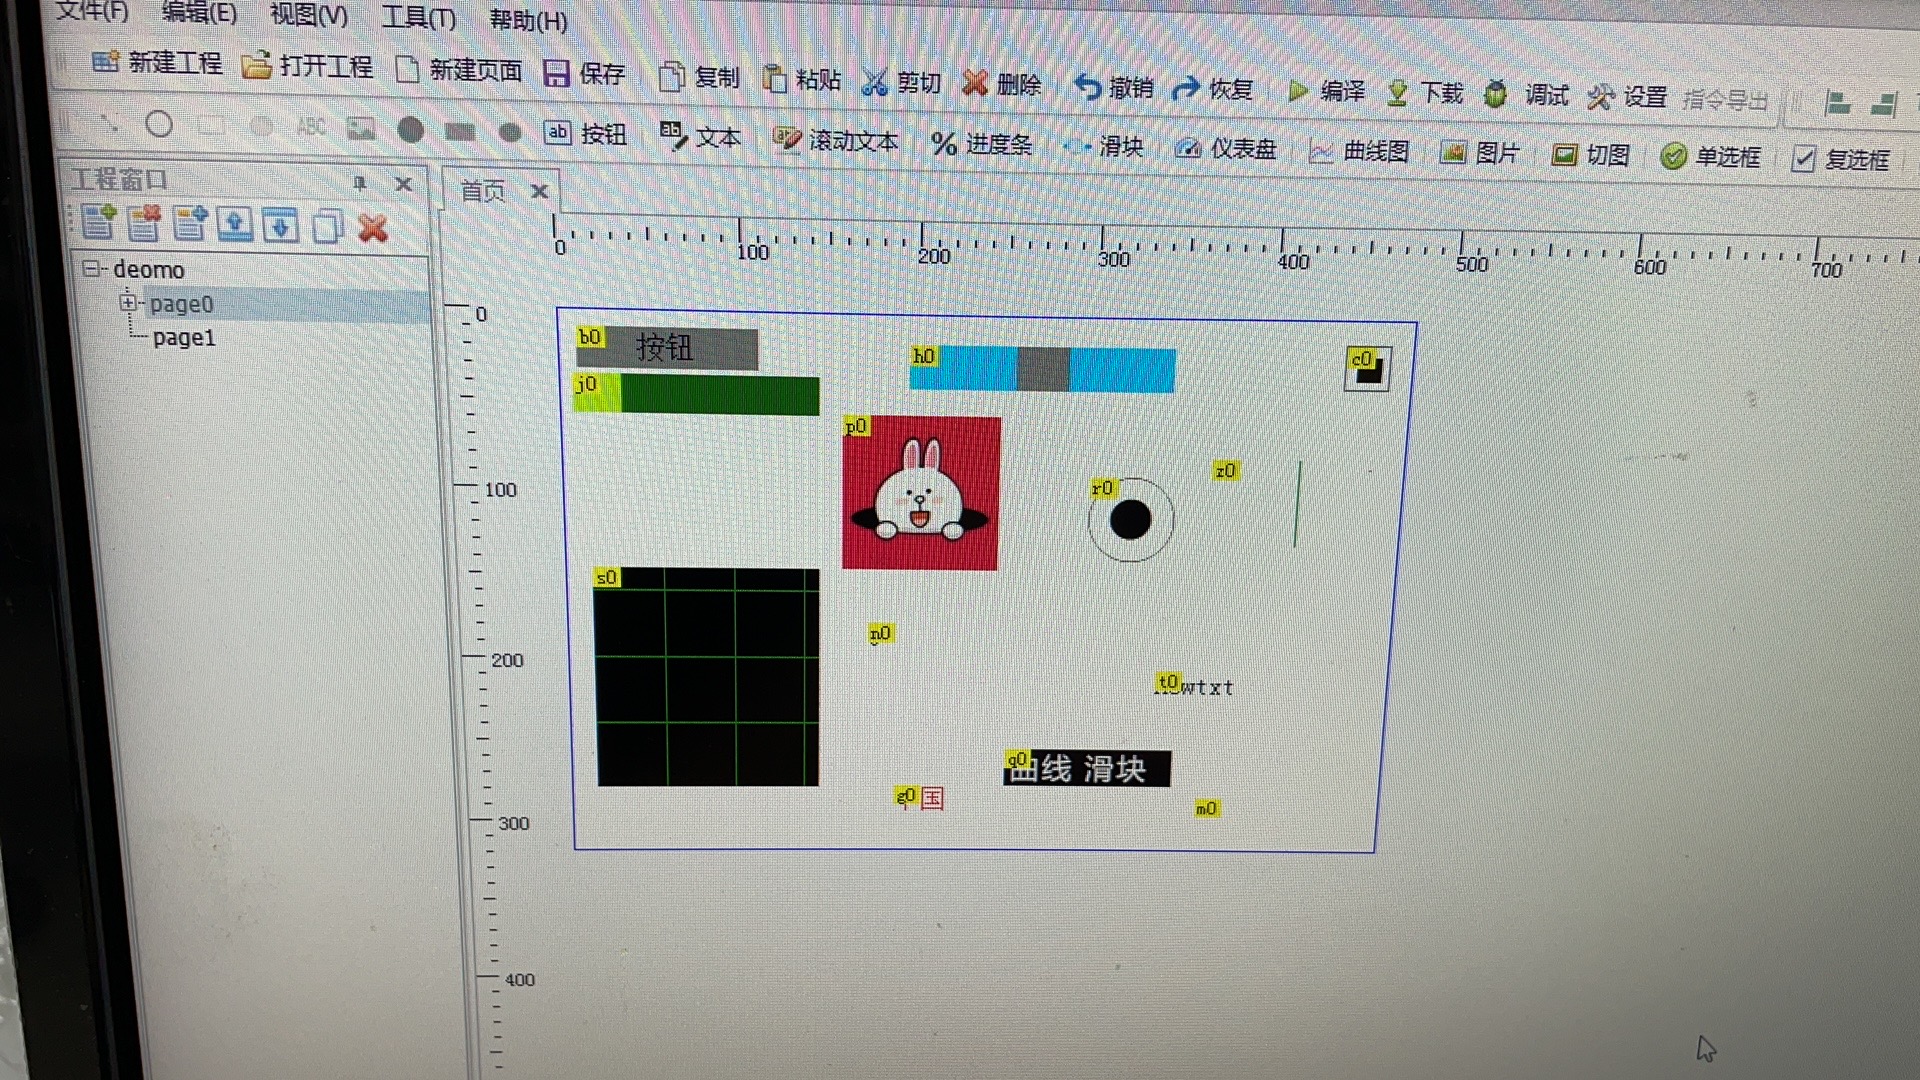 文件(F) 编辑(E) 视图(V) 工具(T) 帮助(H)
新建工程 打开工程 新建页面 保存 复制 粘贴 剪切 删除 撤销 恢复 编译 下载 调试 设置 指令导出
ABC ab 按钮 文本 滚动文本 % 进度条 滑块 仪表盘 曲线图 图片 切图 单选框 复选框
工程窗口
首页
0 100 200 300 400 500 600 700
deomo
page0
page1
0
100
200
300
400
b0 按钮
h0
c0
j0
p0
z0
r0
s0
n0
t0 wtxt
q0 曲线 滑块
g0 国
m0